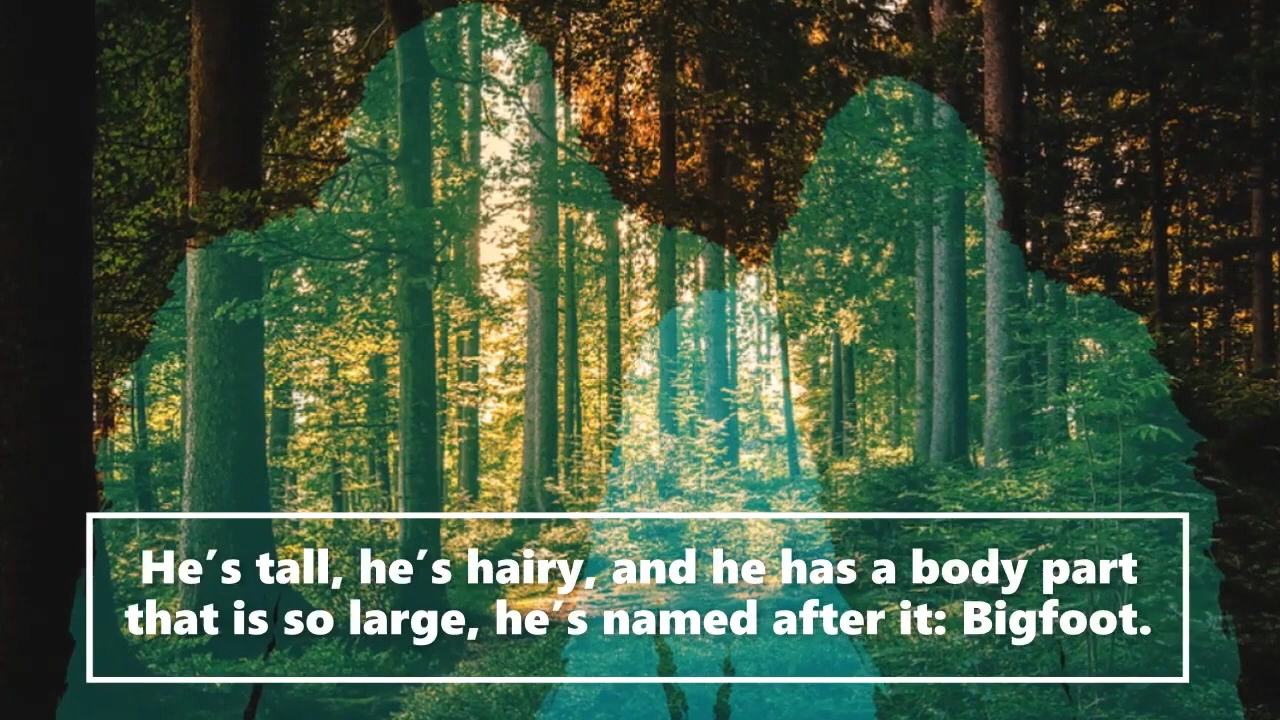 He’s tall, he’s hairy, and he has a body part
that is so large, he’s named after it: Bigfoot.